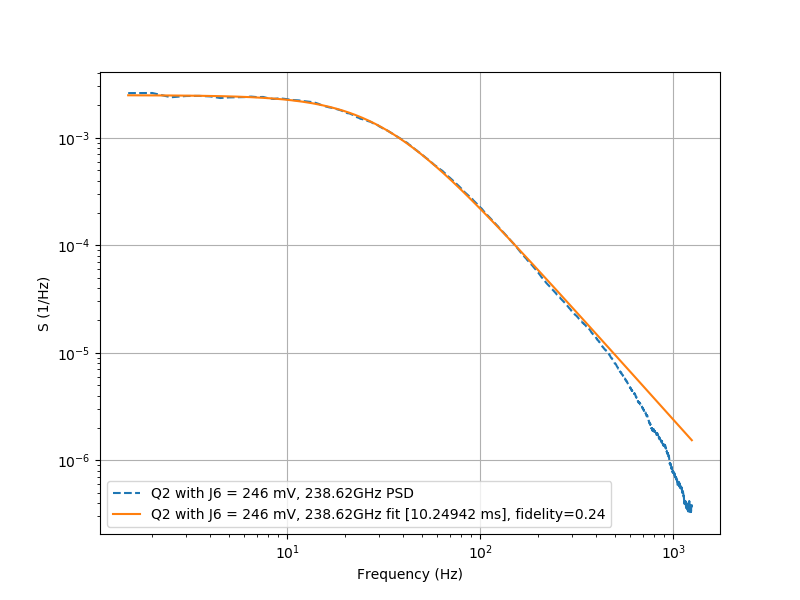 10⁻³
10⁻⁴
10⁻⁵
10⁻⁶
S (1/Hz)
Q2 with J6 = 246 mV, 238.62GHz PSD
Q2 with J6 = 246 mV, 238.62GHz fit [10.24942 ms], fidelity=0.24
10¹ 10² 10³
Frequency (Hz)